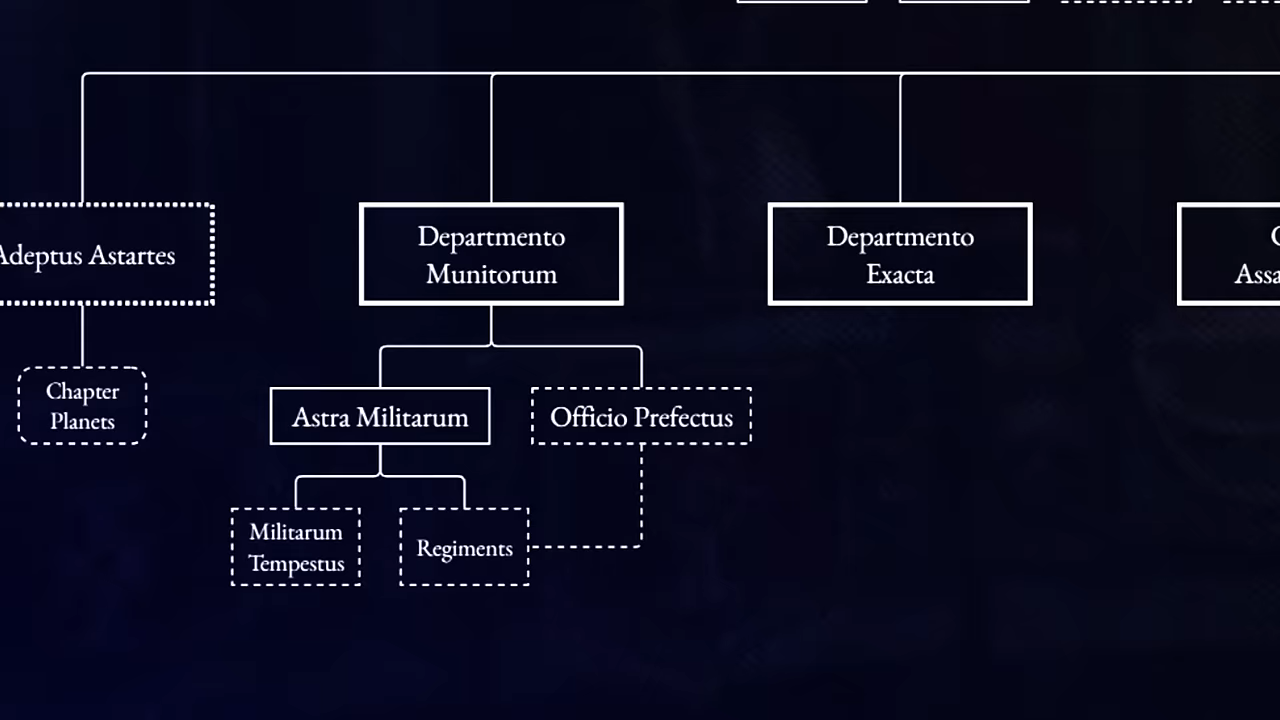 Adeptus Astartes
Departmento
Munitorum
Departmento
Exacta
Chapter
Planets
Astra Militarum
Officio Prefectus
Militarum
Tempestus
Regiments